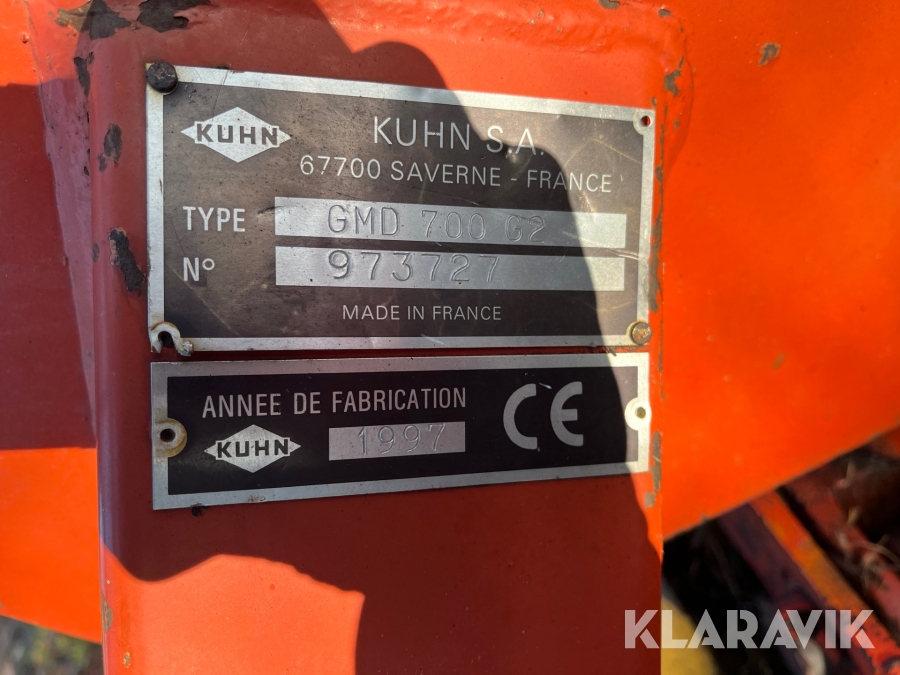 KUHN
KUHN S.A.
67700 SAVERNE - FRANCE
TYPE GMD 700 G2
N° 973727
MADE IN FRANCE
ANNEE DE FABRICATION
KUHN 1997
CE
KLARAVIK